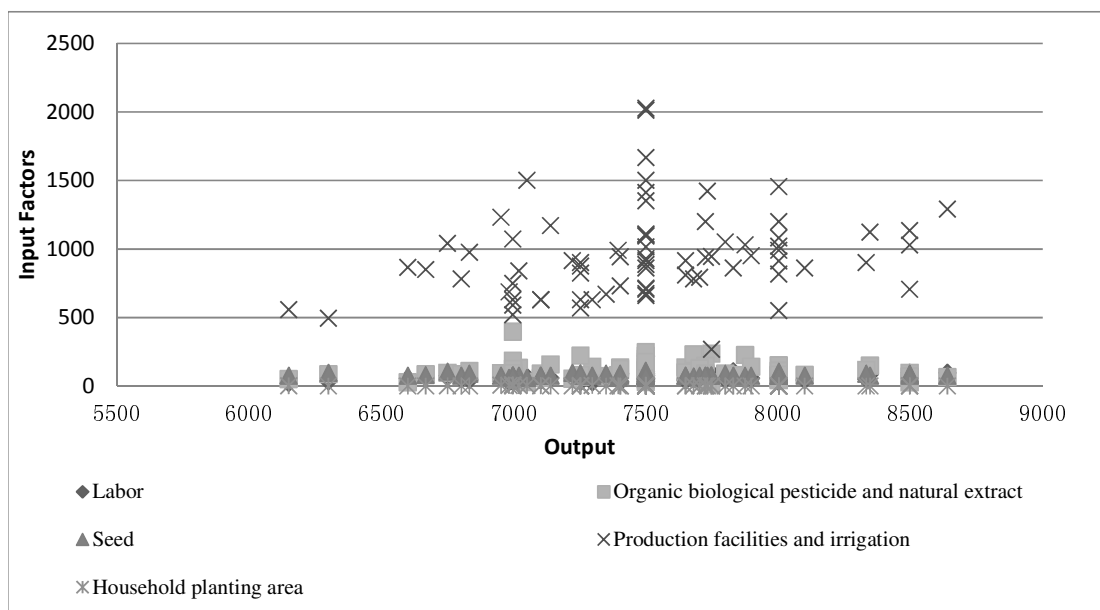 2500
2000
1500
1000
500
0
Input Factors
5500 6000 6500 7000 7500 8000 8500 9000
Output
Labor
Organic biological pesticide and natural extract
Seed
Production facilities and irrigation
Household planting area